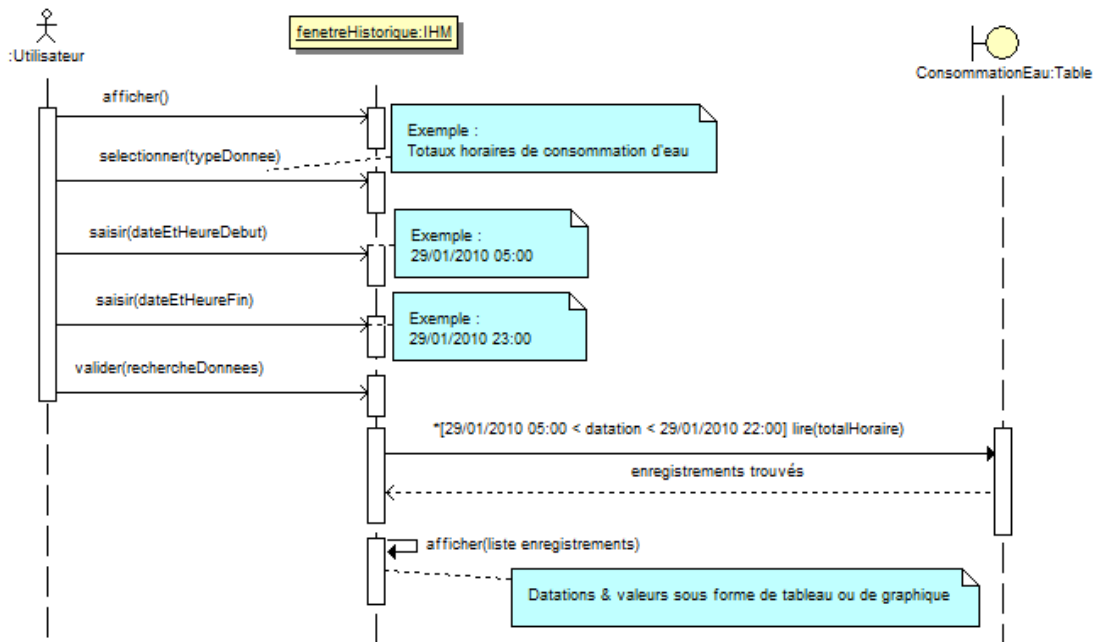 :Utilisateur
fenetreHistorique:IHM
ConsommationEau:Table
afficher()
Exemple :
Totaux horaires de consommation d'eau
selectionner(typeDonnee)
saisir(dateEtHeureDebut)
Exemple :
29/01/2010 05:00
saisir(dateEtHeureFin)
Exemple :
29/01/2010 23:00
valider(rechercheDonnees)
*[29/01/2010 05:00 < datation < 29/01/2010 22:00] lire(totalHoraire)
enregistrements trouvés
afficher(liste enregistrements)
Datations & valeurs sous forme de tableau ou de graphique